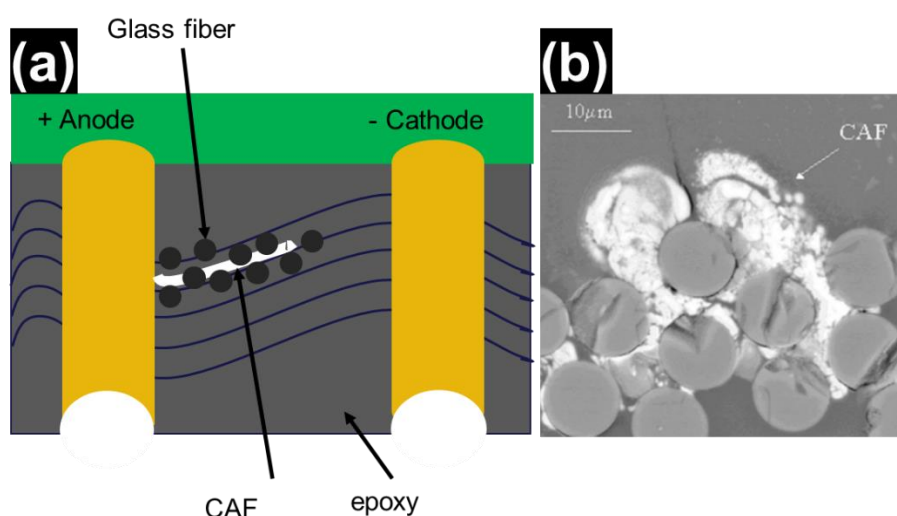 Glass fiber
(a)
(b)
+ Anode
- Cathode
10μm
CAF
CAF
epoxy